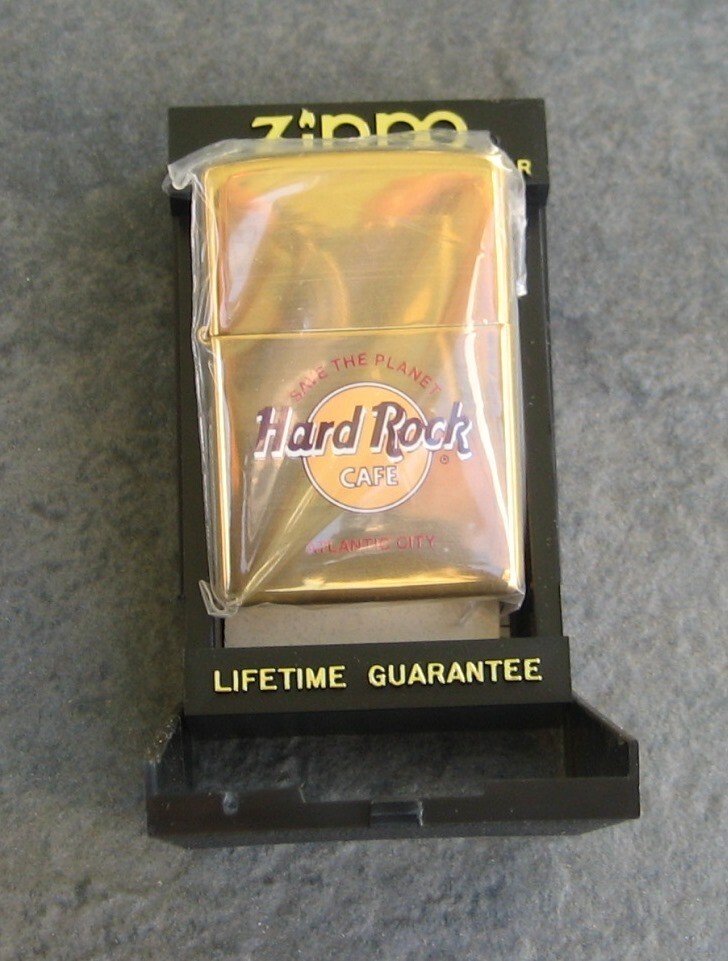 Zippo
R
SAVE THE PLANET
Hard Rock
®
CAFE
ATLANTIC CITY
LIFETIME GUARANTEE